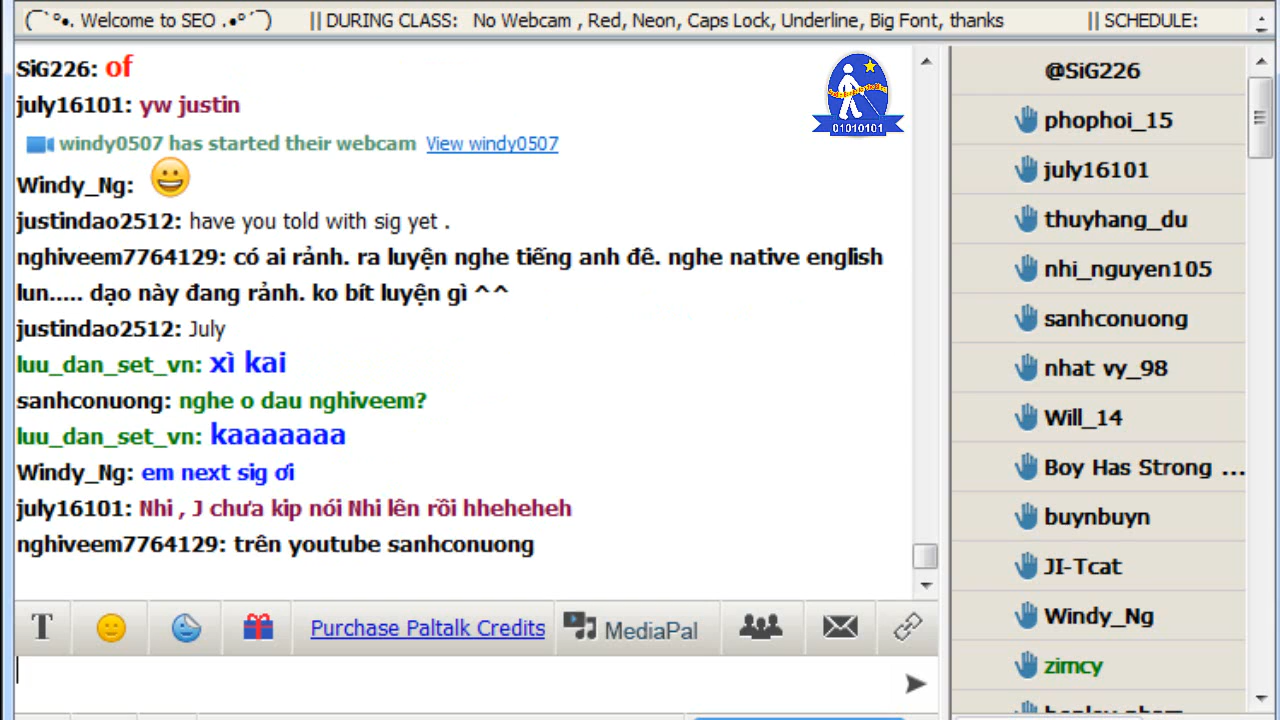 (¯`°•. Welcome to SEO .•°´¯) || DURING CLASS: No Webcam , Red, Neon, Caps Lock, Underline, Big Font, thanks || SCHEDULE:
SiG226: of
july16101: yw justin
windy0507 has started their webcam View windy0507
Windy_Ng:
justindao2512: have you told with sig yet .
nghiveem7764129: có ai rảnh. ra luyện nghe tiếng anh đê. nghe native english
lun..... dạo này đang rảnh. ko bít luyện gì ^^
justindao2512: July
luu_dan_set_vn: xì kai
sanhconuong: nghe o dau nghiveem?
luu_dan_set_vn: kaaaaaaa
Windy_Ng: em next sig ơi
july16101: Nhi , J chưa kip nói Nhi lên rồi hheheheh
nghiveem7764129: trên youtube sanhconuong
01010101
T
Purchase Paltalk Credits
MediaPal
@SiG226
phophoi_15
july16101
thuyhang_du
nhi_nguyen105
sanhconuong
nhat vy_98
Will_14
Boy Has Strong ...
buynbuyn
JI-Tcat
Windy_Ng
zimcy